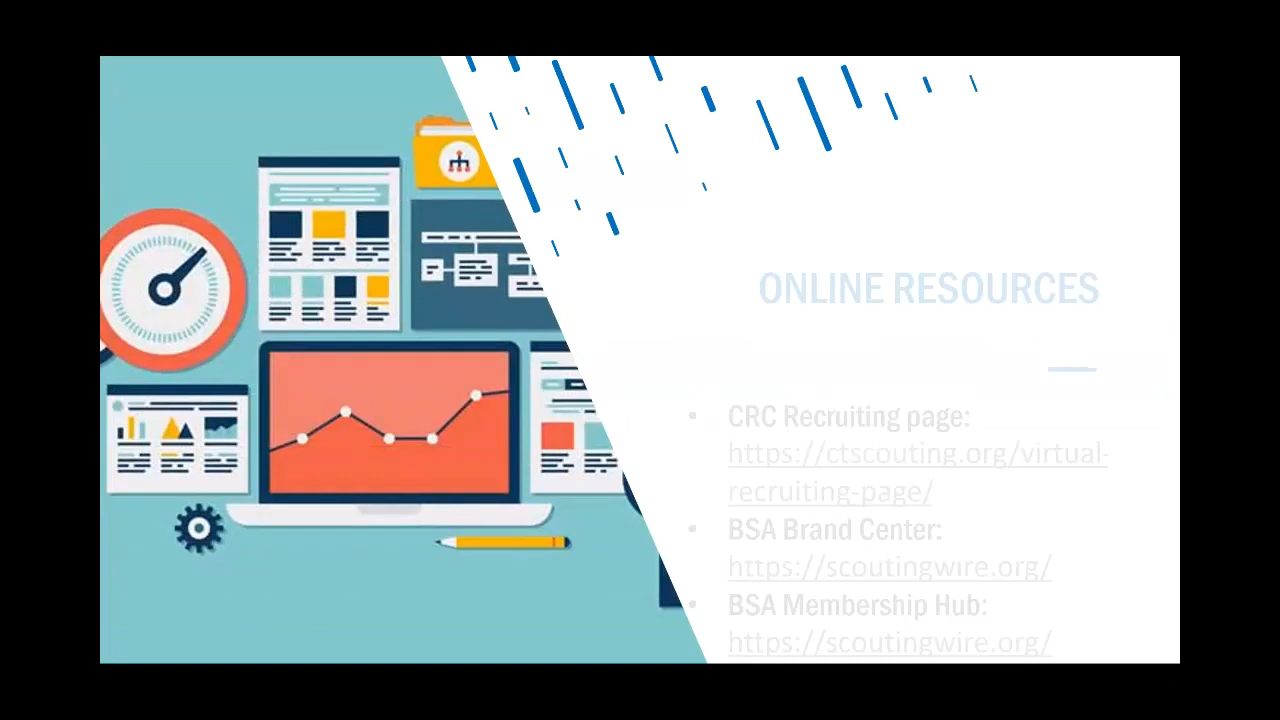 ONLINE RESOURCES
• CRC Recruiting page:
https://ctscouting.org/virtual-
recruiting-page/
• BSA Brand Center:
https://scoutingwire.org/
• BSA Membership Hub:
https://scoutingwire.org/